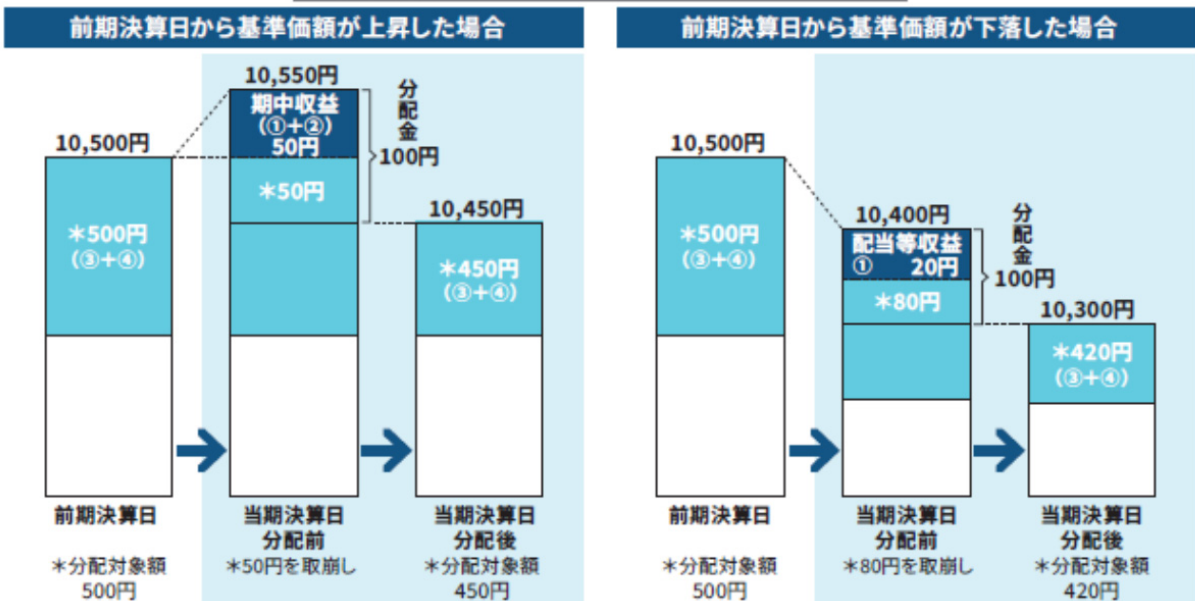 前期決算日から基準価額が上昇した場合
10,550円
期中収益
(①+②)
50円
分配金
100円
10,500円
*50円
*500円
(③+④)
10,450円
*450円
(③+④)
前期決算日
当期決算日
分配前
当期決算日
分配後
*分配対象額
500円
*50円を取崩し
*分配対象額
450円
前期決算日から基準価額が下落した場合
10,500円
*500円
(③+④)
10,400円
配当等収益
① 20円
分配金
100円
*80円
10,300円
*420円
(③+④)
前期決算日
当期決算日
分配前
当期決算日
分配後
*分配対象額
500円
*80円を取崩し
*分配対象額
420円